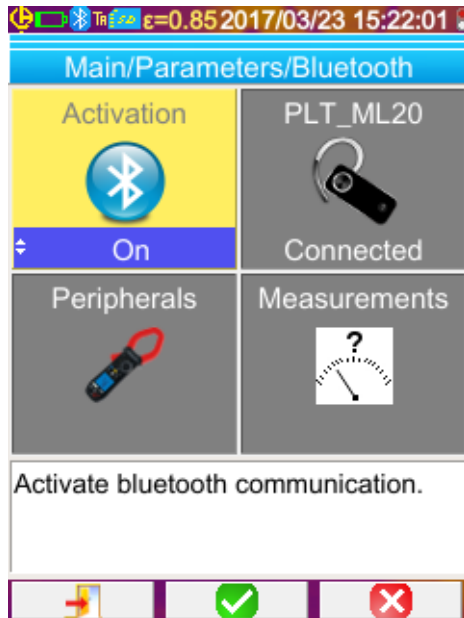 ε=0.85 2017/03/23 15:22:01
Main/Parameters/Bluetooth
Activation
PLT_ML20
On
Connected
Peripherals
Measurements
?
Activate bluetooth communication.